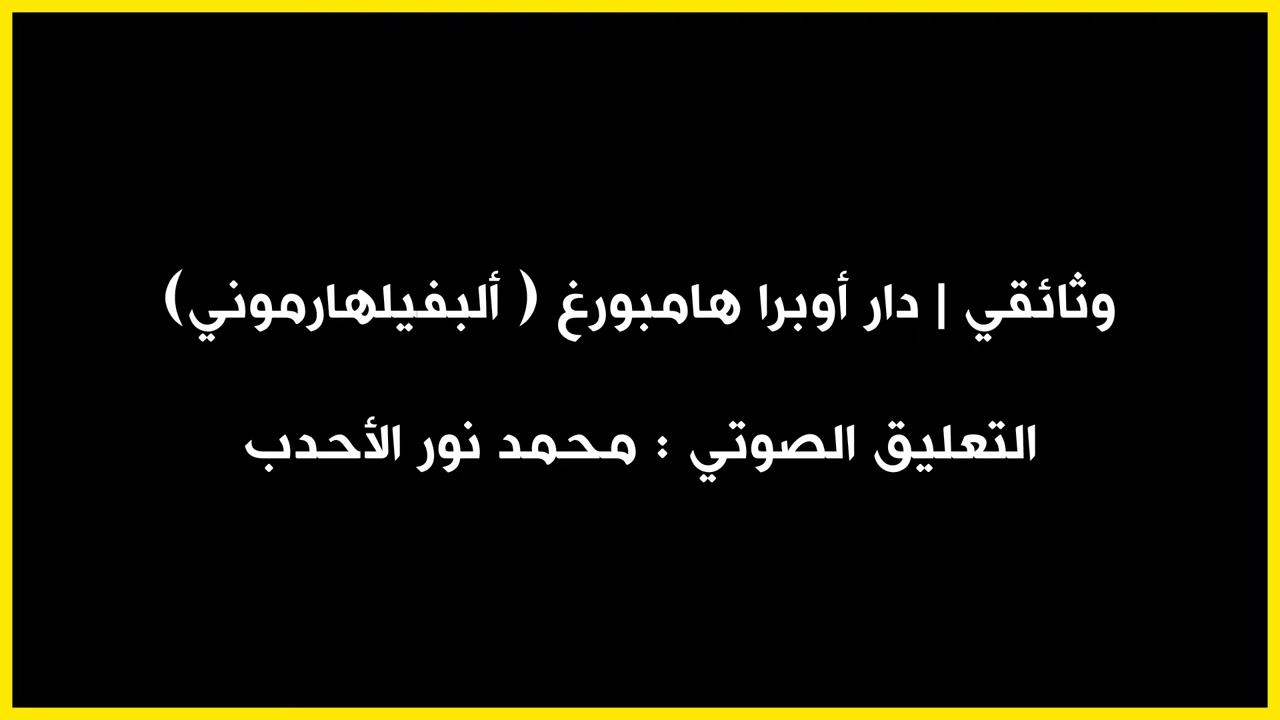 وثائقي | دار أوبرا هامبورغ ( ألبفيلهارموني)
التعليق الصوتي : محمد نور الأحدب